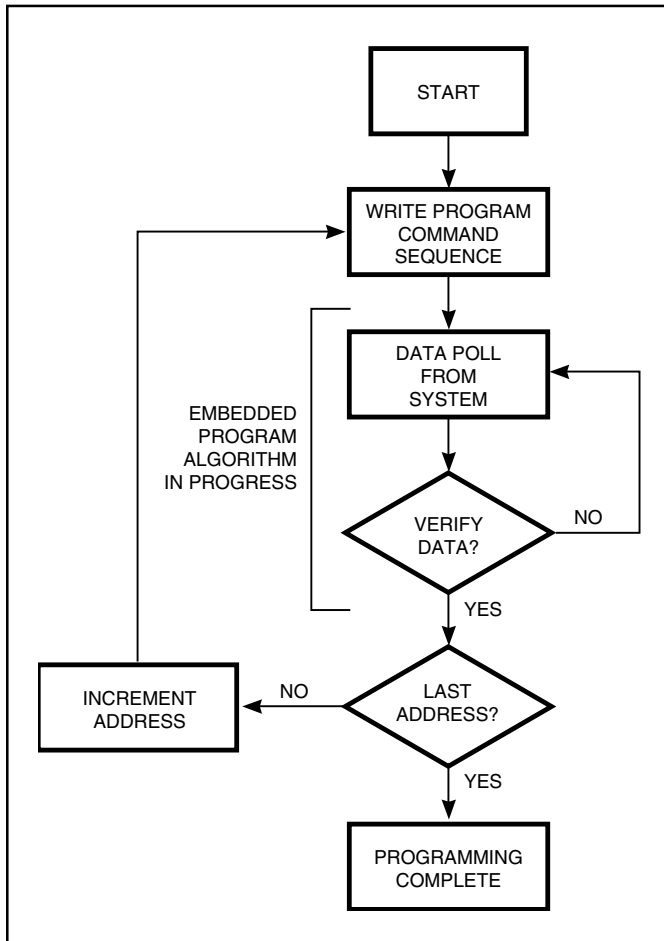 START
WRITE PROGRAM
COMMAND
SEQUENCE
DATA POLL
FROM
SYSTEM
EMBEDDED
PROGRAM
ALGORITHM
IN PROGRESS
VERIFY
DATA?
NO
YES
INCREMENT
ADDRESS
NO
LAST
ADDRESS?
YES
PROGRAMMING
COMPLETE